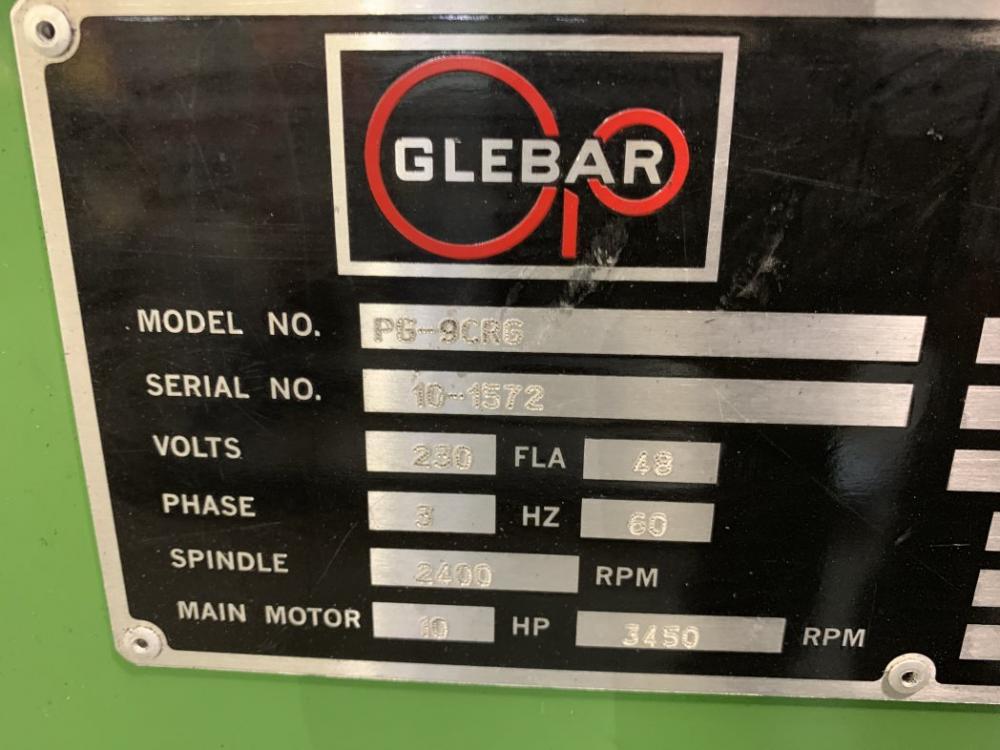 GLEBAR
MODEL NO. PG-9CRG
SERIAL NO. 10-1572
VOLTS 230 FLA 48
PHASE 3 HZ 60
SPINDLE 2400 RPM
MAIN MOTOR 10 HP 3450 RPM